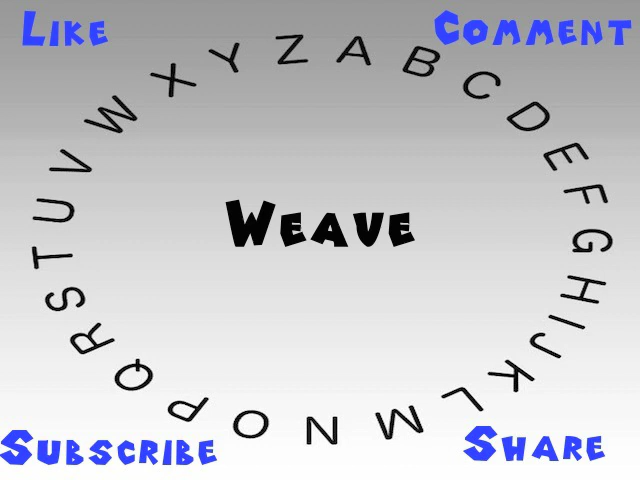 Like
Comment
A B C D E F G H I J K L M N O P Q R S T U V W X Y Z
Weave
Subscribe
Share